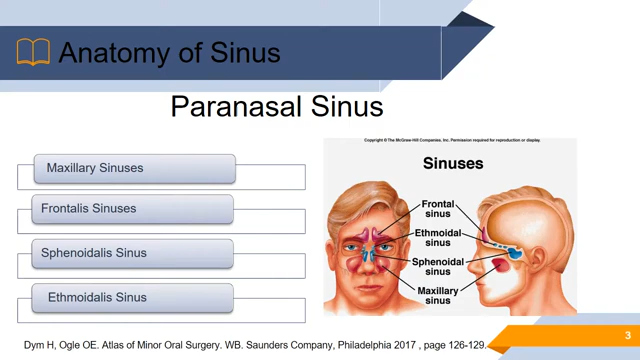 Anatomy of Sinus
Paranasal Sinus
Maxillary Sinuses
Frontalis Sinuses
Sphenoidalis Sinus
Ethmoidalis Sinus
Copyright © The McGraw-Hill Companies, Inc. Permission required for reproduction or display.
Sinuses
Frontal
sinus
Ethmoidal
sinus
Sphenoidal
sinus
Maxillary
sinus
Dym H, Ogle OE. Atlas of Minor Oral Surgery. WB. Saunders Company, Philadelphia 2017 , page 126-129.
3